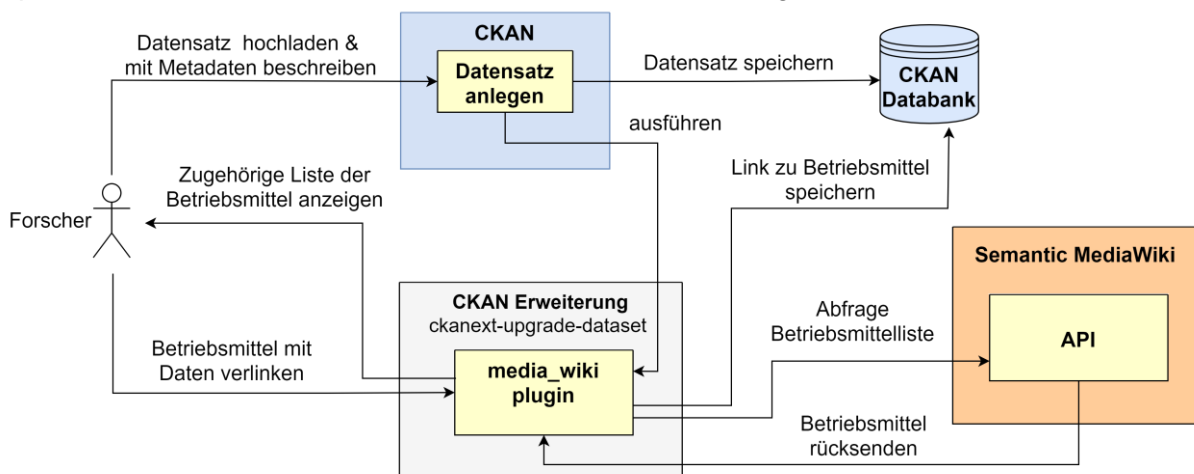 CKAN
Datensatz hochladen &
mit Metadaten beschreiben
Datensatz
anlegen
Datensatz speichern
CKAN
Databank
ausführen
Zugehörige Liste der
Betriebsmittel anzeigen
Link zu Betriebsmittel
speichern
Forscher
Semantic MediaWiki
CKAN Erweiterung
ckanext-upgrade-dataset
Abfrage
Betriebsmittelliste
API
Betriebsmittel mit
Daten verlinken
media_wiki
plugin
Betriebsmittel
rücksenden